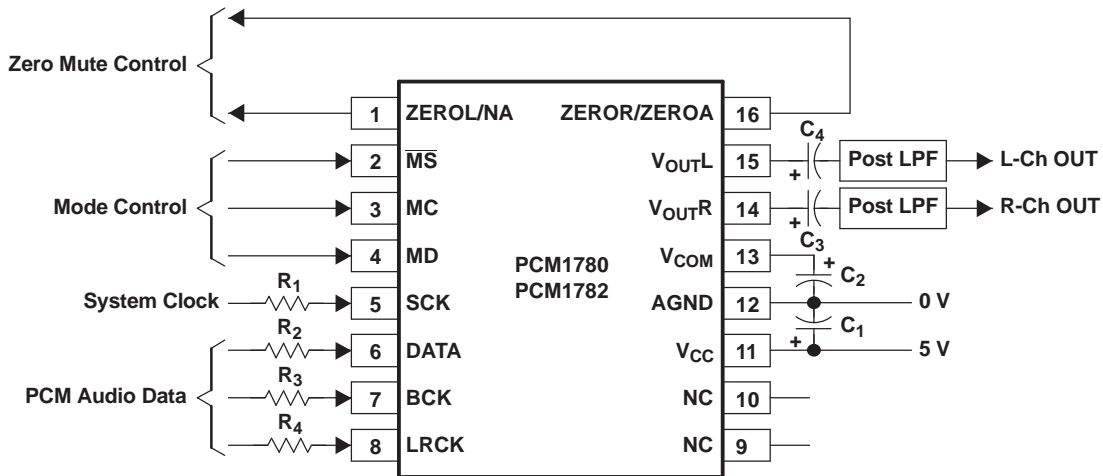 Zero Mute Control
1 ZEROL/NA ZEROR/ZEROA 16
C4
2 M̅S̅ VOUTL 15 + Post LPF L-Ch OUT
Mode Control 3 MC VOUTR 14 + Post LPF R-Ch OUT
C3
4 MD VCOM 13 +
PCM1780
PCM1782
C2
System Clock R1 5 SCK AGND 12 0 V
C1
R2 6 DATA VCC 11 + 5 V
PCM Audio Data R3 7 BCK NC 10
R4 8 LRCK NC 9